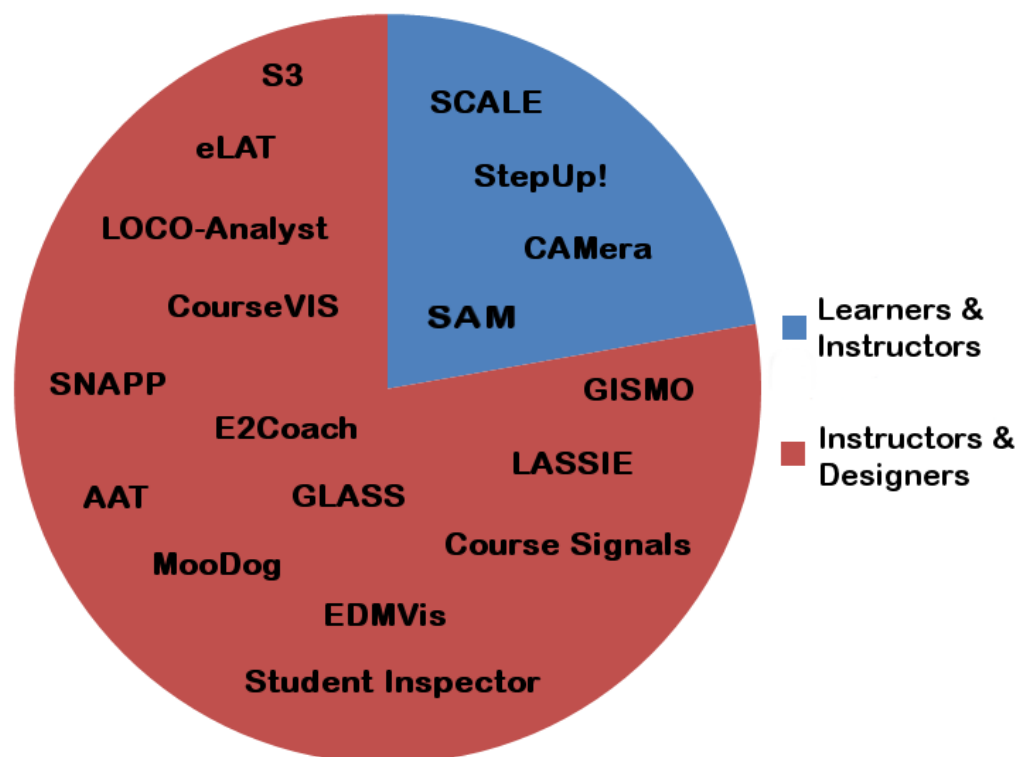 S3
SCALE
eLAT
StepUp!
LOCO-Analyst
CAMera
CourseVIS
SAM
Learners &
Instructors
SNAPP
GISMO
E2Coach
Instructors &
Designers
LASSIE
AAT
GLASS
Course Signals
MooDog
EDMVis
Student Inspector